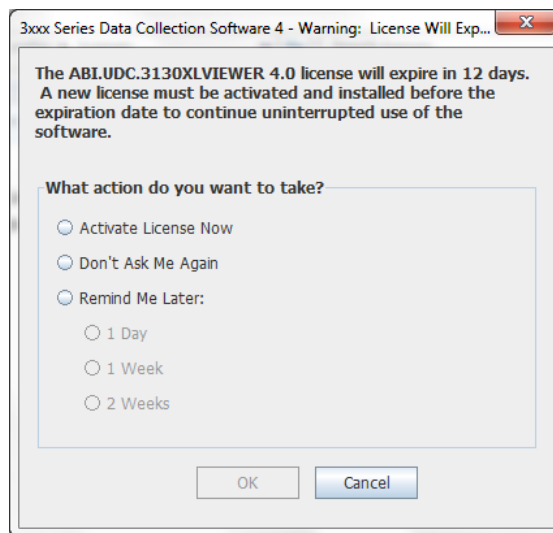 3xxx Series Data Collection Software 4 - Warning: License Will Exp...
The ABI.UDC.3130XLVIEWER 4.0 license will expire in 12 days.
A new license must be activated and installed before the
expiration date to continue uninterrupted use of the
software.
What action do you want to take?
Activate License Now
Don't Ask Me Again
Remind Me Later:
1 Day
1 Week
2 Weeks
OK
Cancel